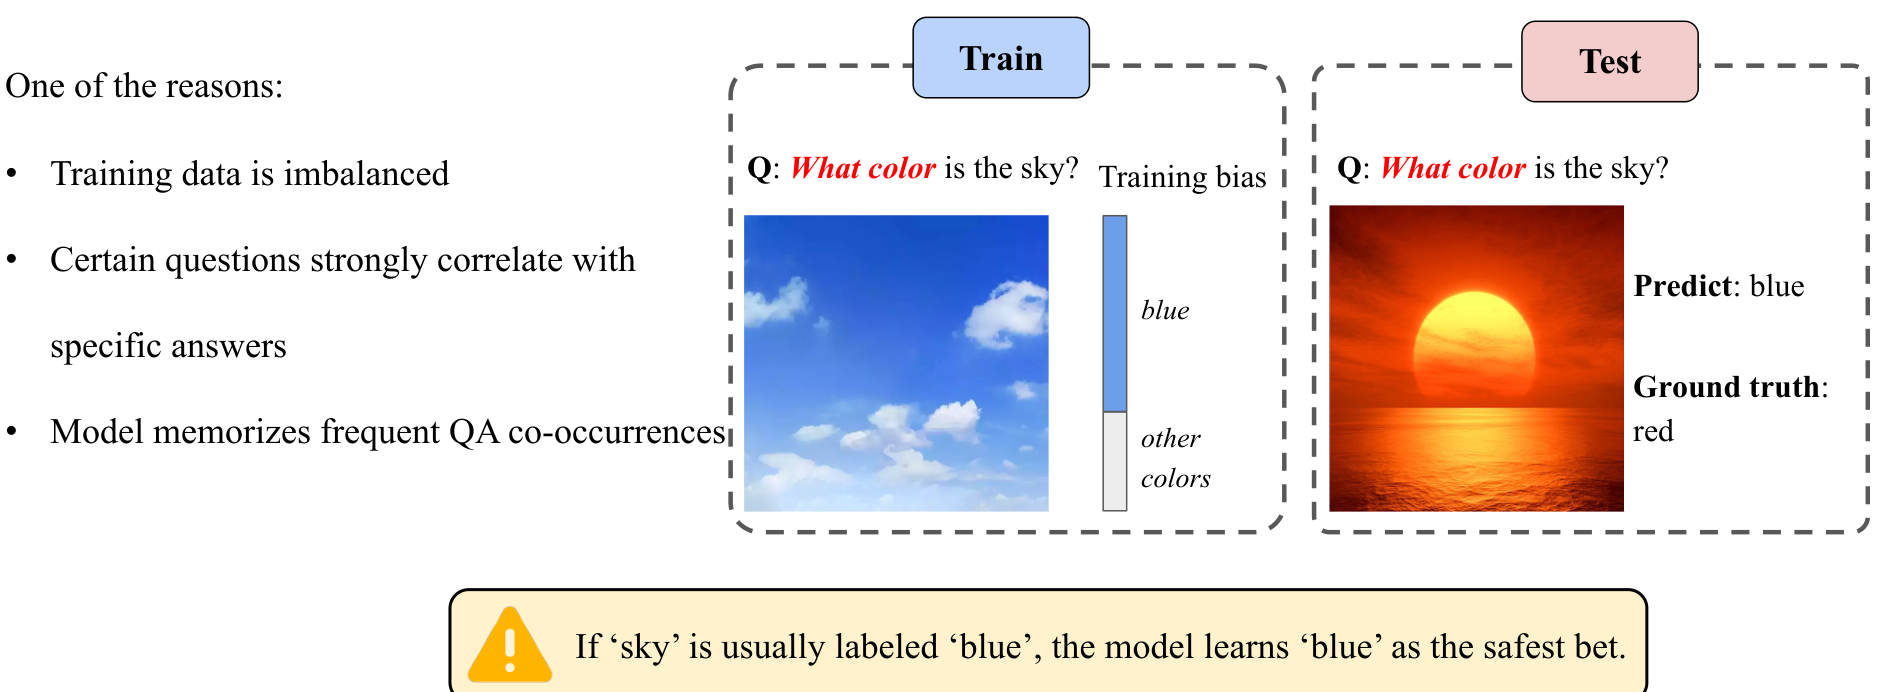 One of the reasons:
• Training data is imbalanced
• Certain questions strongly correlate with
specific answers
• Model memorizes frequent QA co-occurrences
Train
Q: What color is the sky?
Training bias
blue
other
colors
Test
Q: What color is the sky?
Predict: blue
Ground truth:
red
If ‘sky’ is usually labeled ‘blue’, the model learns ‘blue’ as the safest bet.